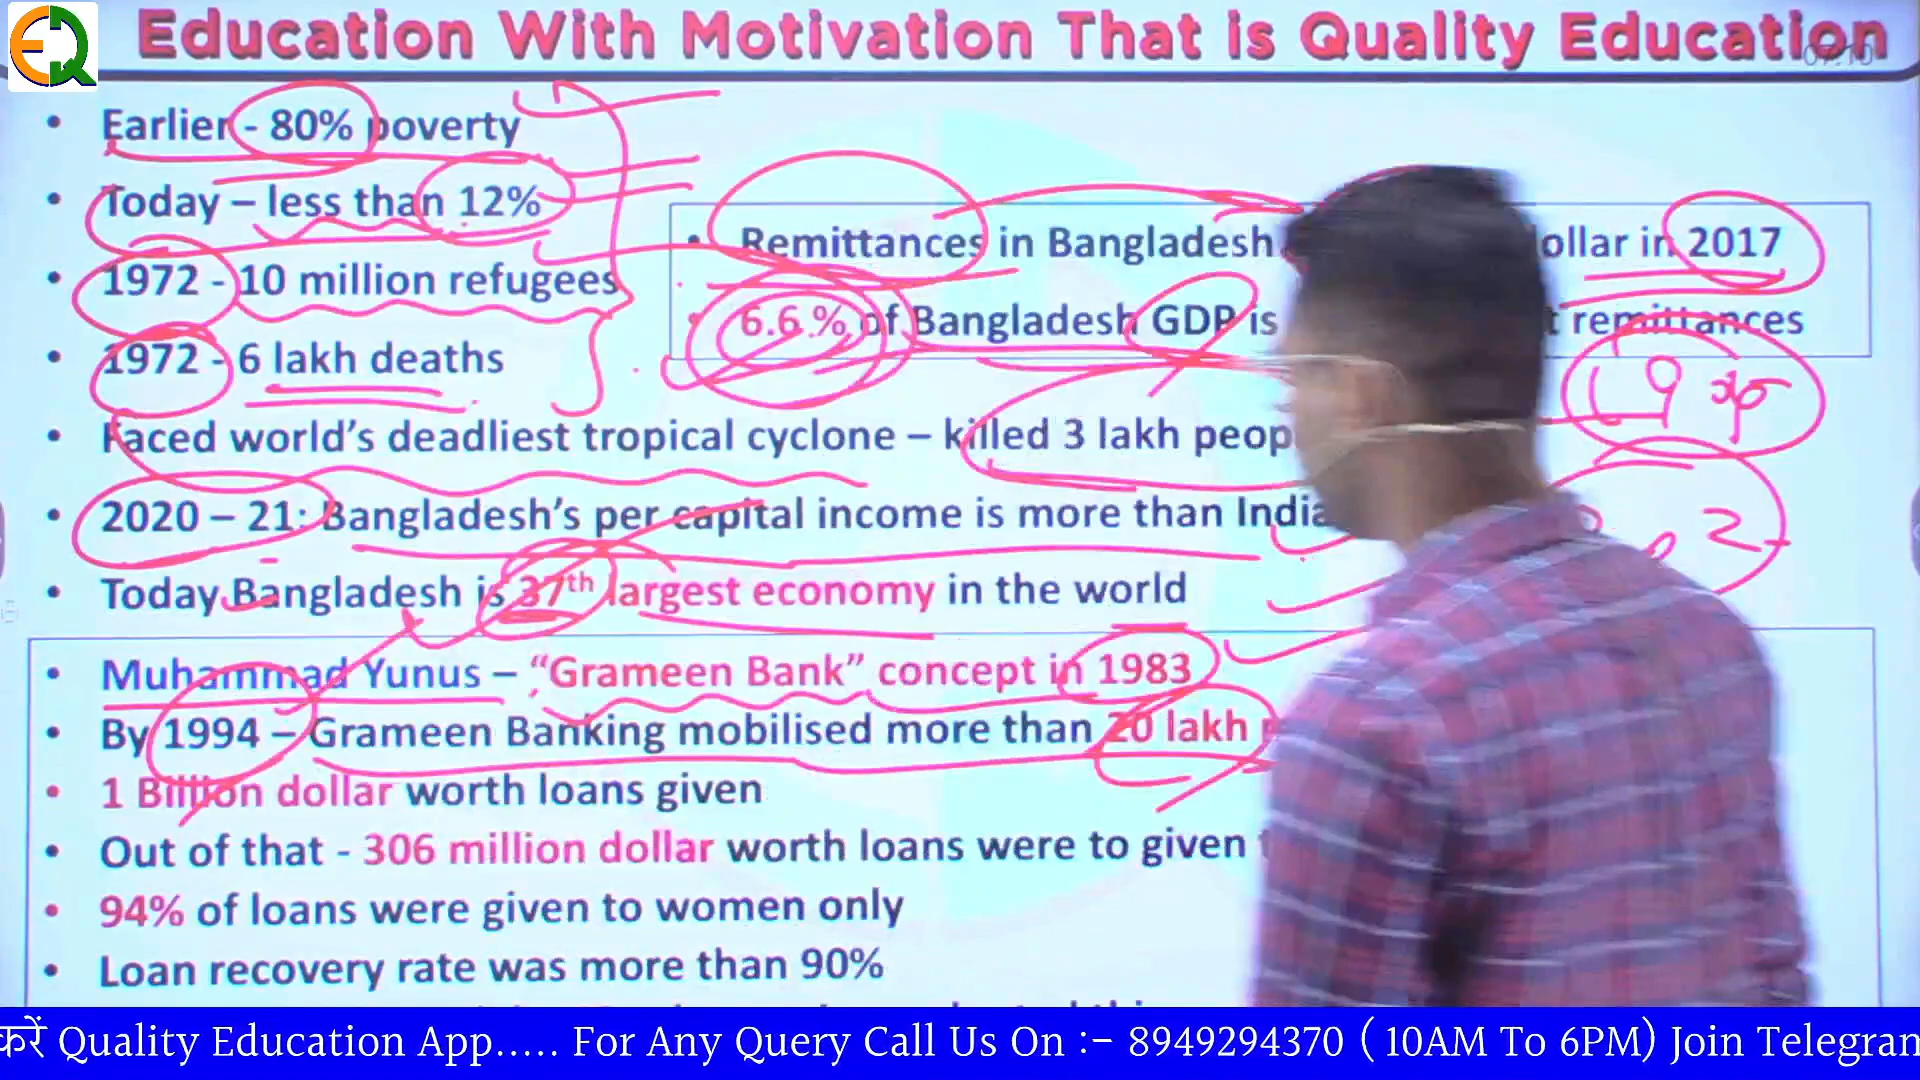 EQ
Education With Motivation That is Quality Education
07:10
• Earlier - 80% poverty
• Today – less than 12%
• 1972 - 10 million refugees
• 1972 - 6 lakh deaths
• Remittances in Bangladesh ollar in 2017
• 6.6.% of Bangladesh GDP is t remittances
• Faced world's deadliest tropical cyclone – killed 3 lakh peop
• 2020 – 21: Bangladesh's per capital income is more than India
• Today Bangladesh is 37th largest economy in the world
• Muhammad Yunus – “Grameen Bank” concept in 1983
• By 1994 – Grameen Banking mobilised more than 20 lakh
• 1 Billion dollar worth loans given
• Out of that - 306 million dollar worth loans were to given
• 94% of loans were given to women only
• Loan recovery rate was more than 90%
करें Quality Education App..... For Any Query Call Us On :- 8949294370 ( 10AM To 6PM) Join Telegran